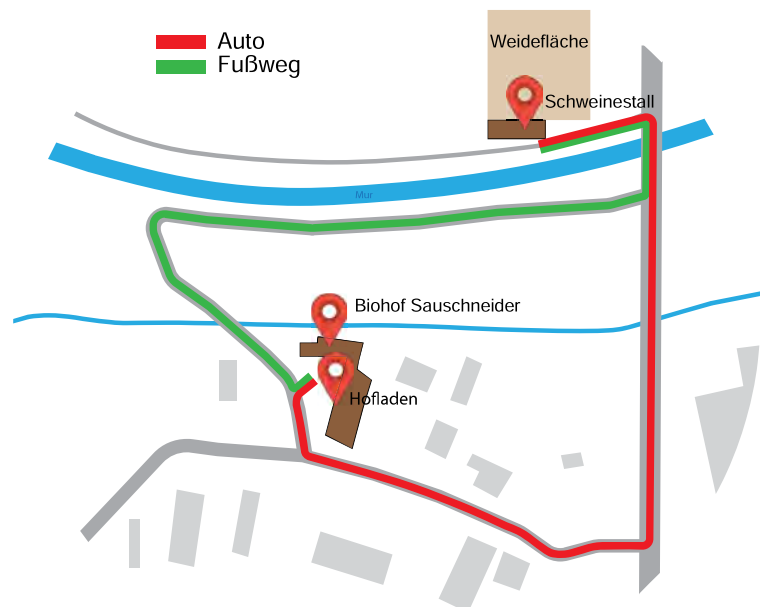 Auto
Fußweg
Weidefläche
Schweinestall
Mur
Biohof Sauschneider
Hofladen